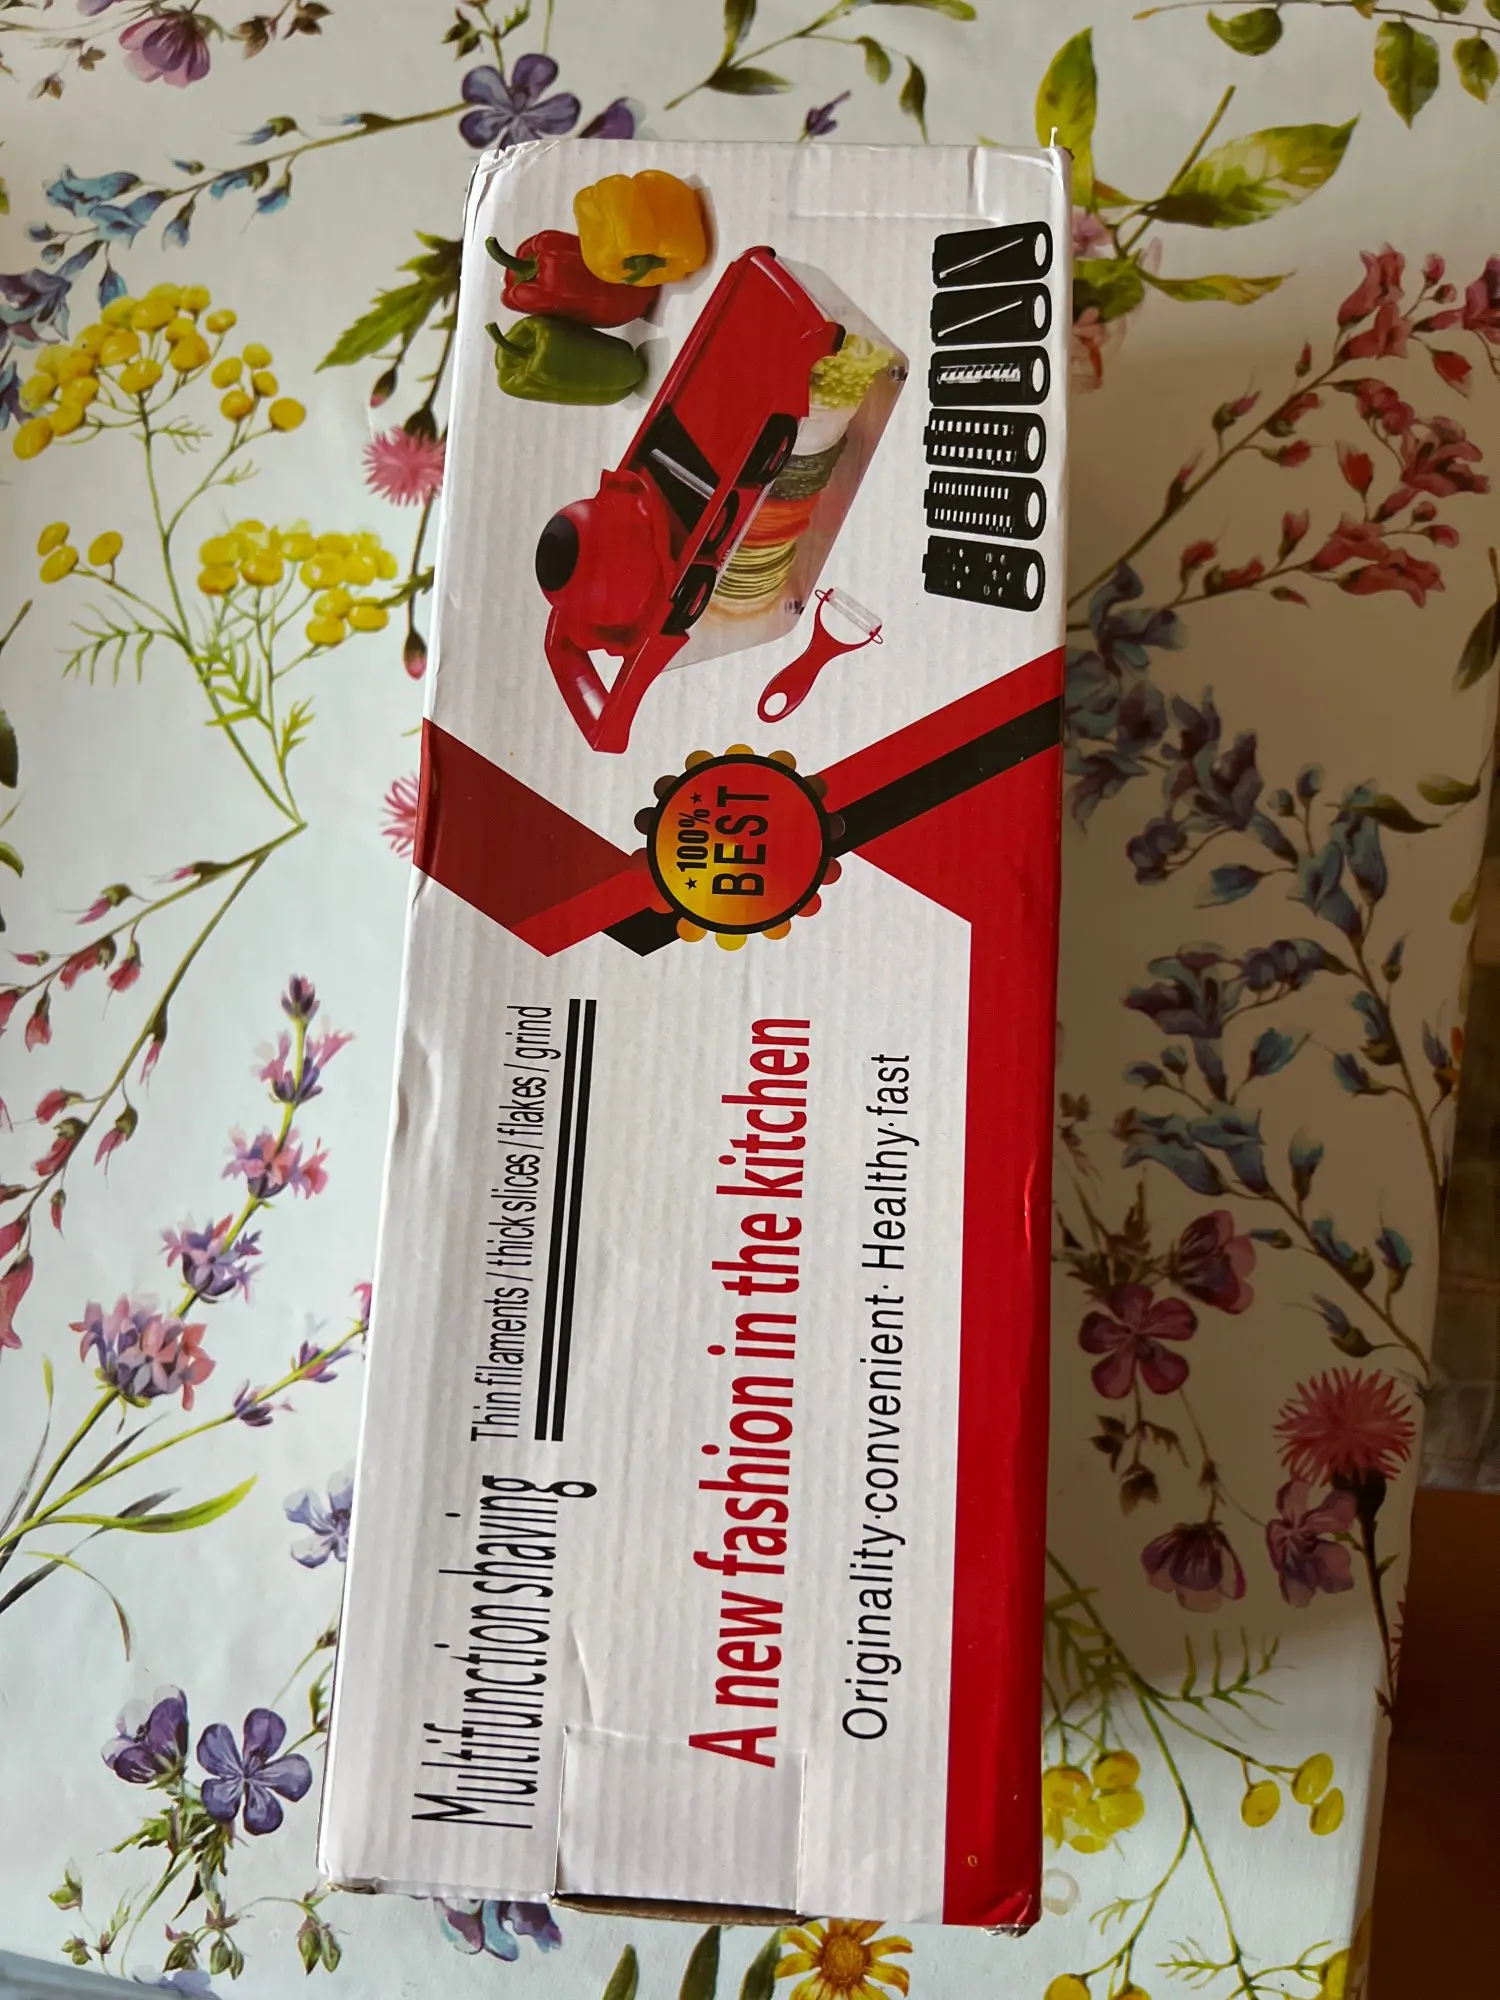 Multifunction shaving
Thin filaments / thick slices / flakes / grind
A new fashion in the kitchen
Originality·convenient· Healthy·fast
100%
BEST